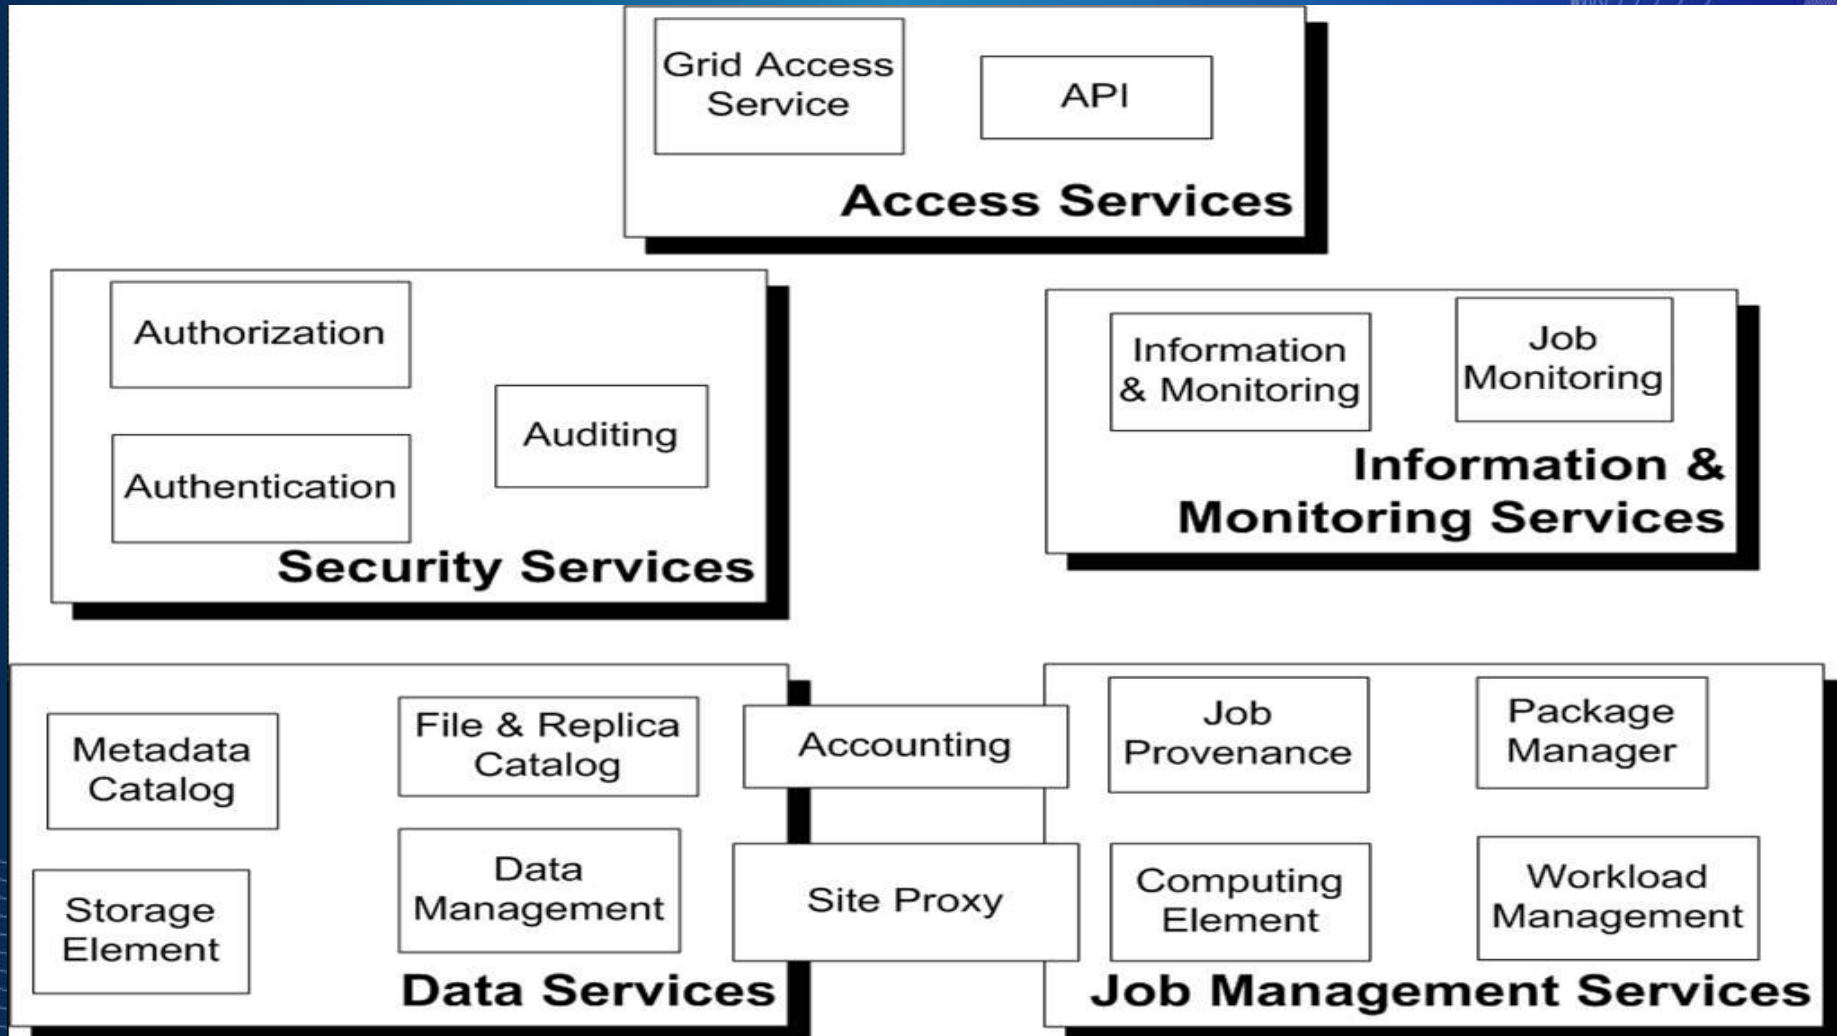 Grid Access
Service
API
Access Services
Authorization
Auditing
Authentication
Security Services
Information
& Monitoring
Job
Monitoring
Information &
Monitoring Services
Metadata
Catalog
File & Replica
Catalog
Storage
Element
Data
Management
Data Services
Accounting
Site Proxy
Job
Provenance
Package
Manager
Computing
Element
Workload
Management
Job Management Services